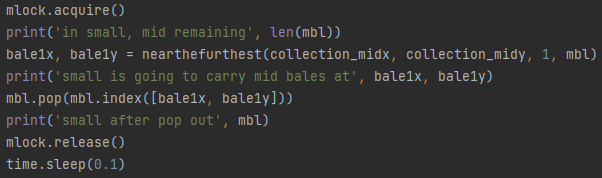 mlock.acquire()
print('in small, mid remaining', len(mbl))
bale1x, bale1y = nearthefurthest(collection_midx, collection_midy, 1, mbl)
print('small is going to carry mid bales at', bale1x, bale1y)
mbl.pop(mbl.index([bale1x, bale1y]))
print('small after pop out', mbl)
mlock.release()
time.sleep(0.1)